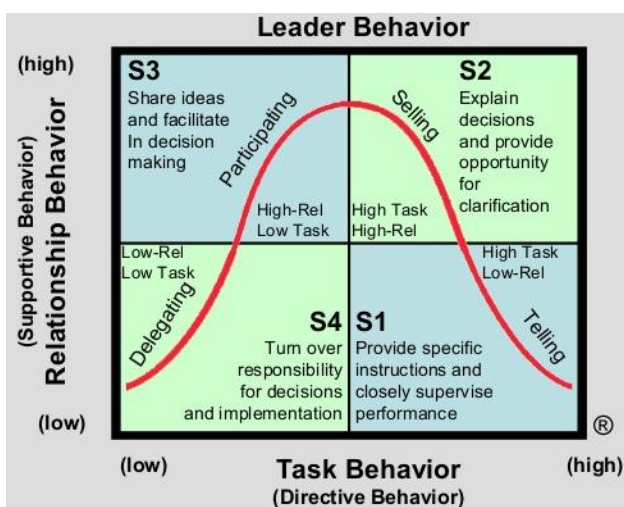 Leader Behavior
(high)
S3
Share ideas
and facilitate
In decision
making
Participating
High-Rel
Low Task
S2
Explain
decisions
and provide
opportunity
for
clarification
Selling
High Task
High-Rel
(Supportive Behavior)
Relationship Behavior
Low-Rel
Low Task
Delegating
S4
Turn over
responsibility
for decisions
and implementation
High Task
Low-Rel
Telling
S1
Provide specific
instructions and
closely supervise
performance
(low)
®
(low)
Task Behavior
(high)
(Directive Behavior)